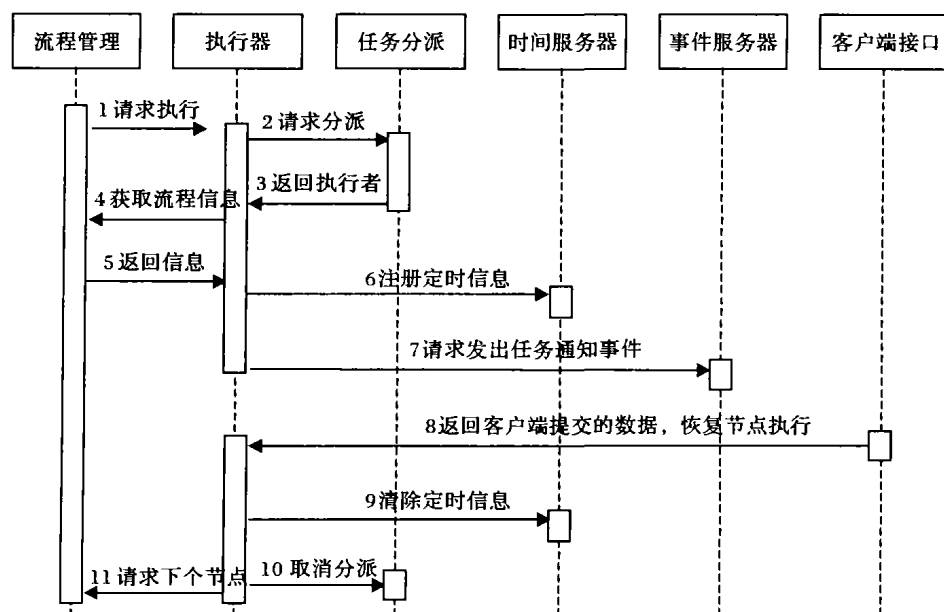 流程管理
执行器
任务分派
时间服务器
事件服务器
客户端接口
1请求执行
2请求分派
3返回执行者
4获取流程信息
5返回信息
6注册定时信息
7请求发出任务通知事件
8返回客户端提交的数据，恢复节点执行
9清除定时信息
10取消分派
11请求下个节点